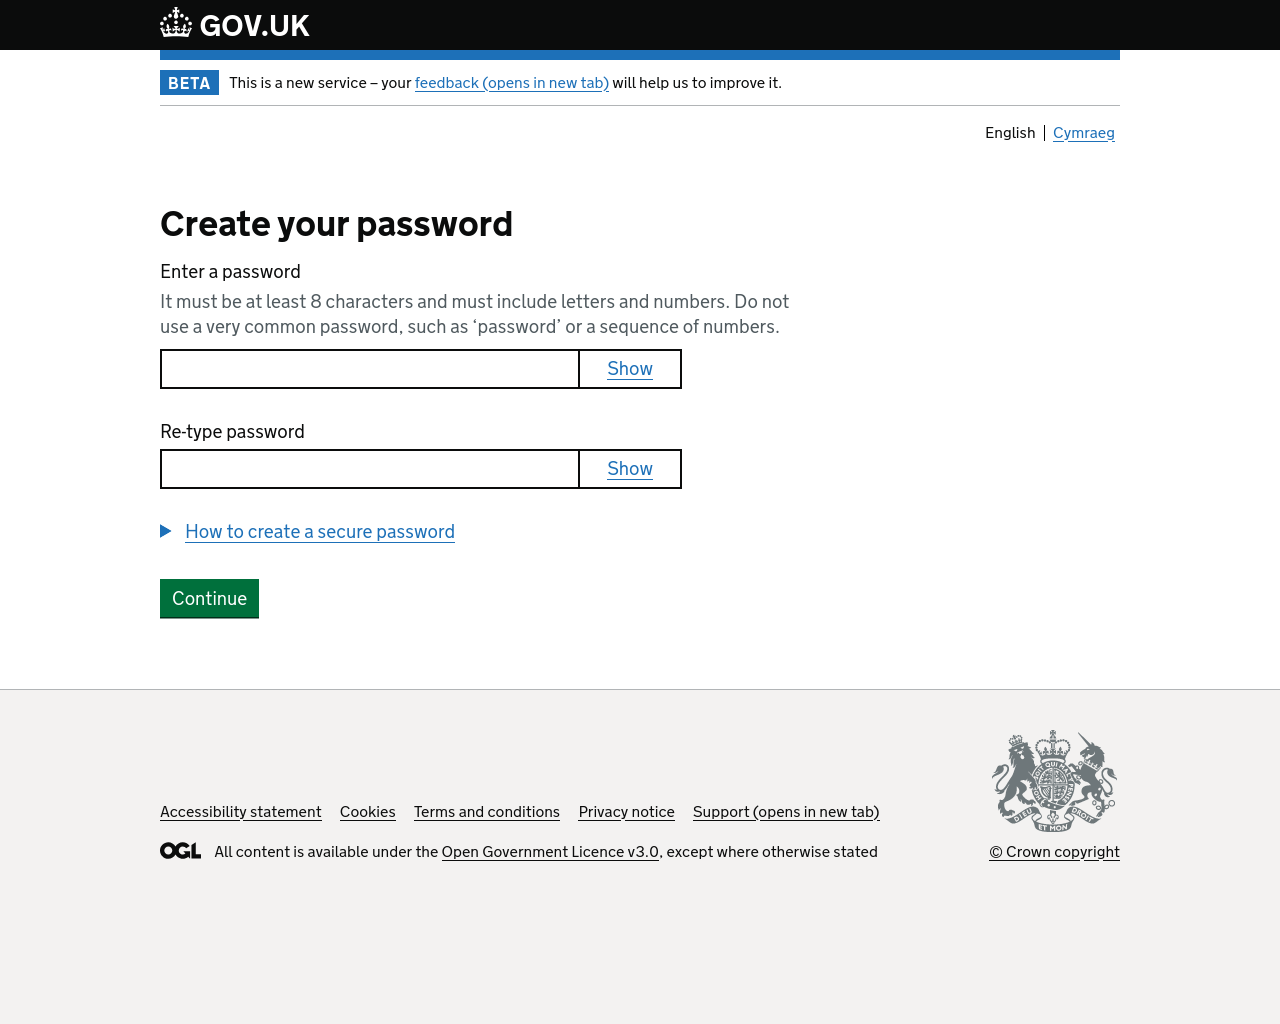 GOV.UK
BETA This is a new service – your feedback (opens in new tab) will help us to improve it.
English Cymraeg
Create your password
Enter a password
It must be at least 8 characters and must include letters and numbers. Do not
use a very common password, such as ‘password’ or a sequence of numbers.
Show
Re-type password
Show
How to create a secure password
Continue
Accessibility statement Cookies Terms and conditions Privacy notice Support (opens in new tab)
OGL All content is available under the Open Government Licence v3.0, except where otherwise stated
© Crown copyright